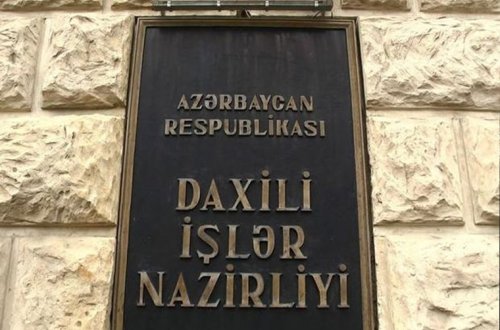 AZƏRBAYCAN
RESPUBLİKASI
DAXİLİ
İŞLƏR
NAZİRLİYİ